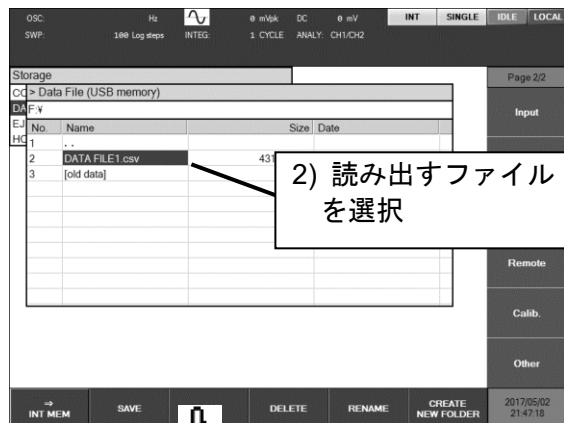 OSC: Hz 0 mVpk DC 0 mV INT SINGLE IDLE LOCAL
SWP: 100 Log steps INTEG: 1 CYCLE ANALY: CH1/CH2
Storage
Page 2/2
> Data File (USB memory)
DA F:¥
Input
EJ No. Name Size Date
1 . .
2 DATA FILE1.csv 431
3 [old data]
2) 読み出すファイル
を選択
Remote
Calib.
Other
⇒
INT MEM SAVE DELETE RENAME CREATE
NEW FOLDER
2017/05/02
21:47:18